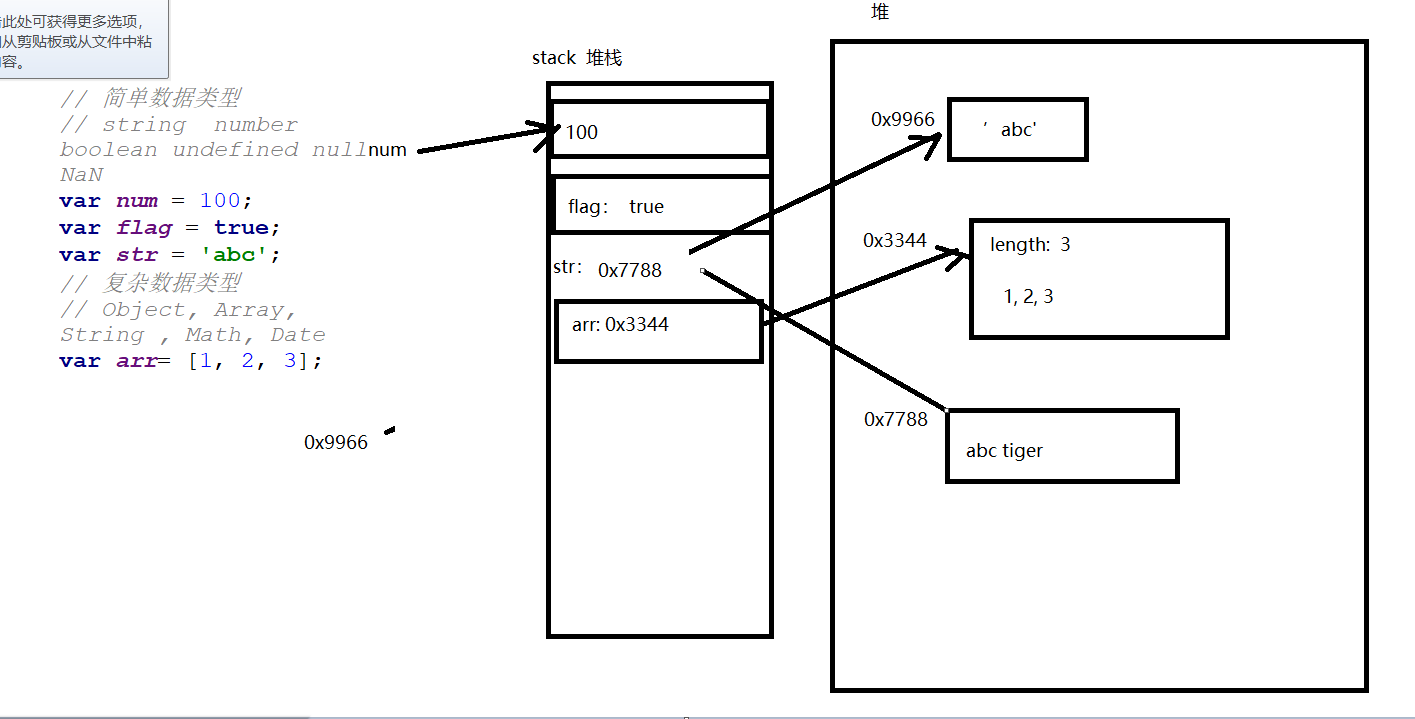 此处可获得更多选项，
从剪贴板或从文件中粘
容。
堆
stack 堆栈
// 简单数据类型
// string number
boolean undefined null
NaN
var num = 100;
var flag = true;
var str = 'abc';
// 复杂数据类型
// Object, Array,
String , Math, Date
var arr= [1, 2, 3];
num
0x9966
100
flag： true
str： 0x7788
arr: 0x3344
0x9966
’abc'
0x3344
length: 3
1, 2, 3
0x7788
abc tiger